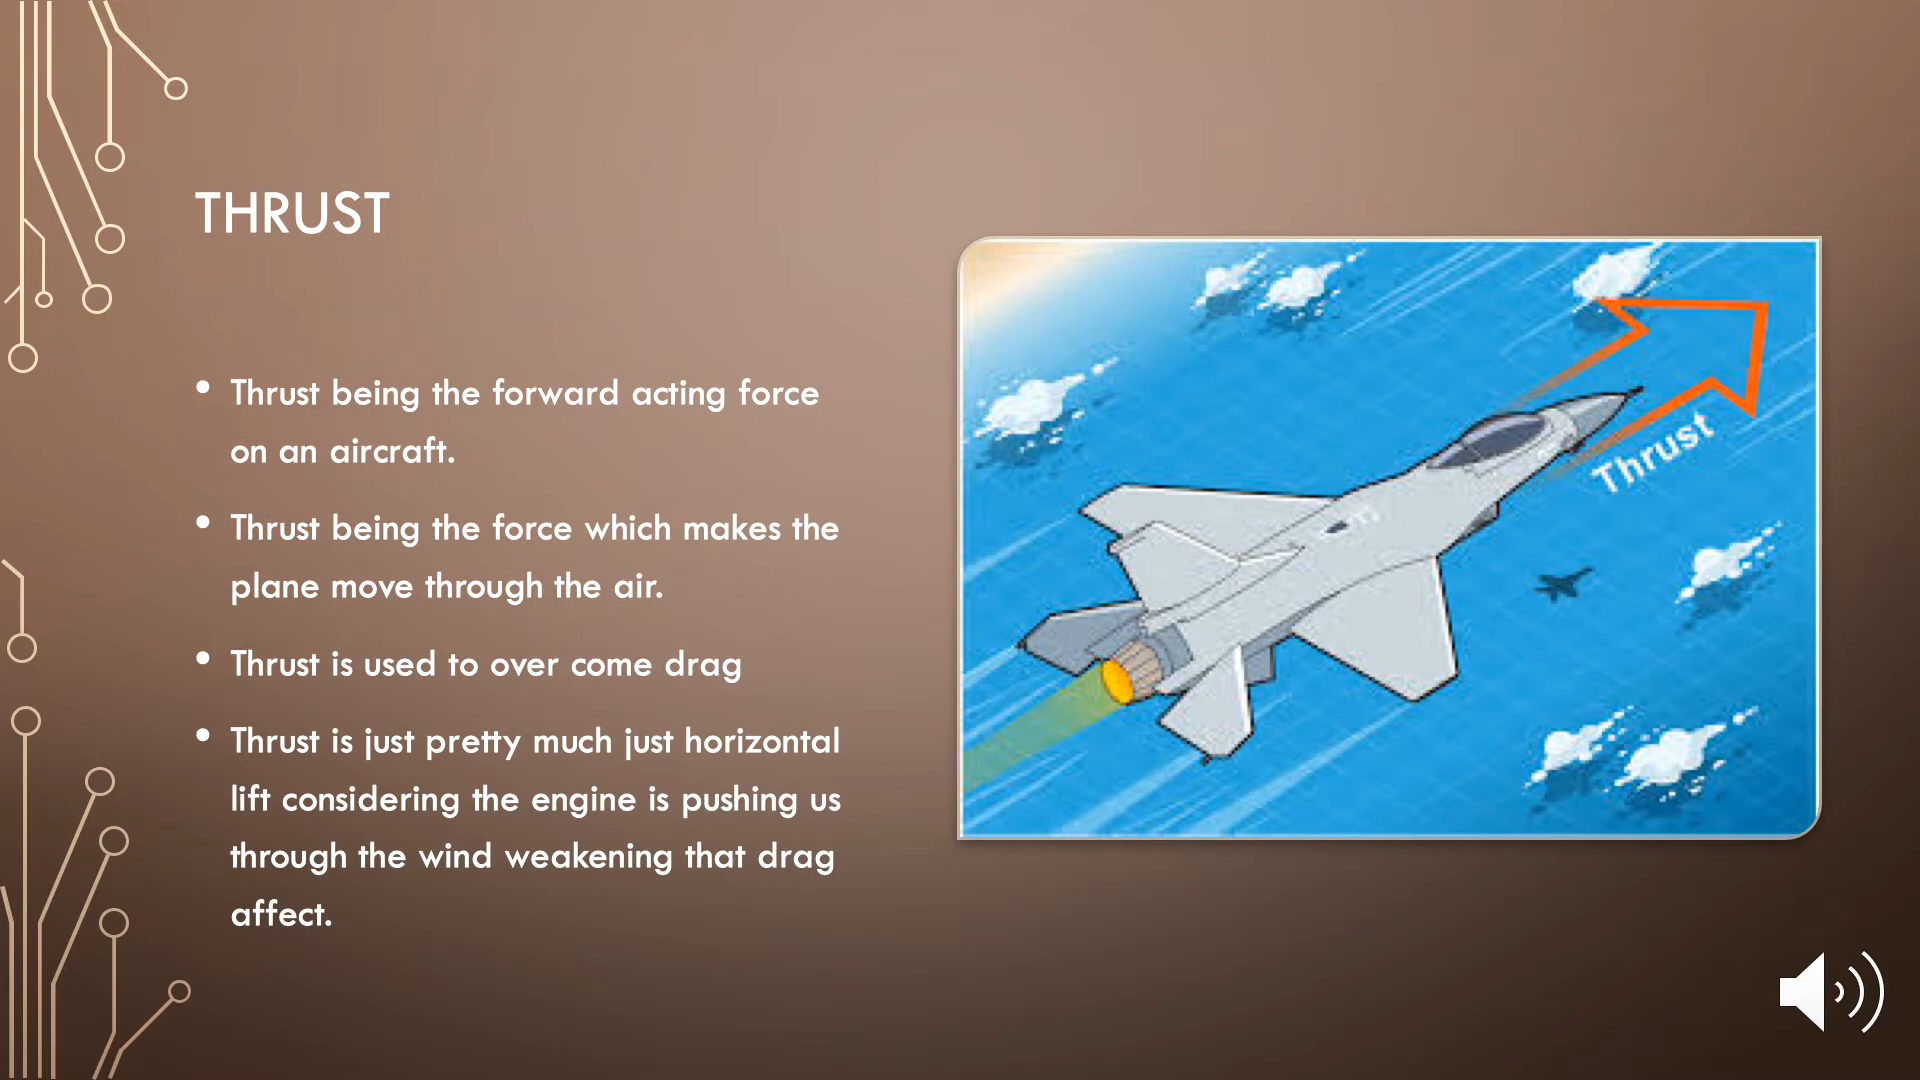 THRUST
• Thrust being the forward acting force
on an aircraft.
• Thrust being the force which makes the
plane move through the air.
• Thrust is used to over come drag
• Thrust is just pretty much just horizontal
lift considering the engine is pushing us
through the wind weakening that drag
affect.
Thrust